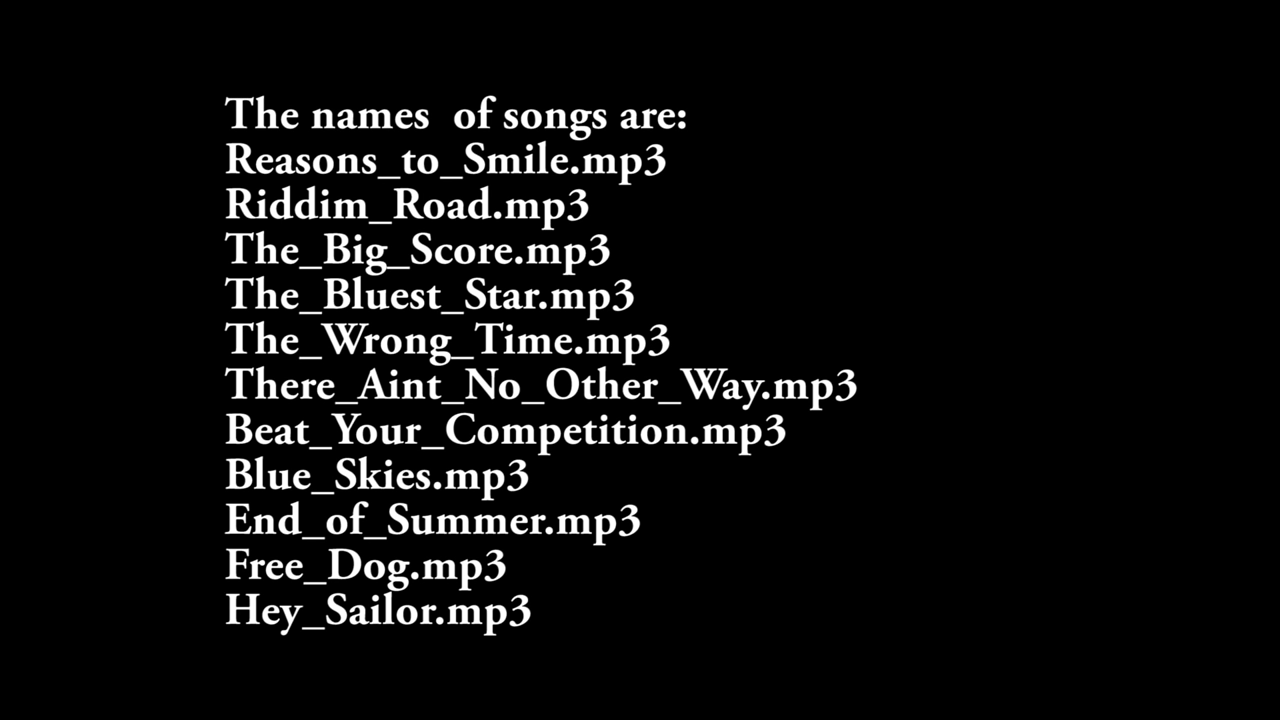 The names  of songs are:
Reasons_to_Smile.mp3
Riddim_Road.mp3
The_Big_Score.mp3
The_Bluest_Star.mp3
The_Wrong_Time.mp3
There_Aint_No_Other_Way.mp3
Beat_Your_Competition.mp3
Blue_Skies.mp3
End_of_Summer.mp3
Free_Dog.mp3
Hey_Sailor.mp3